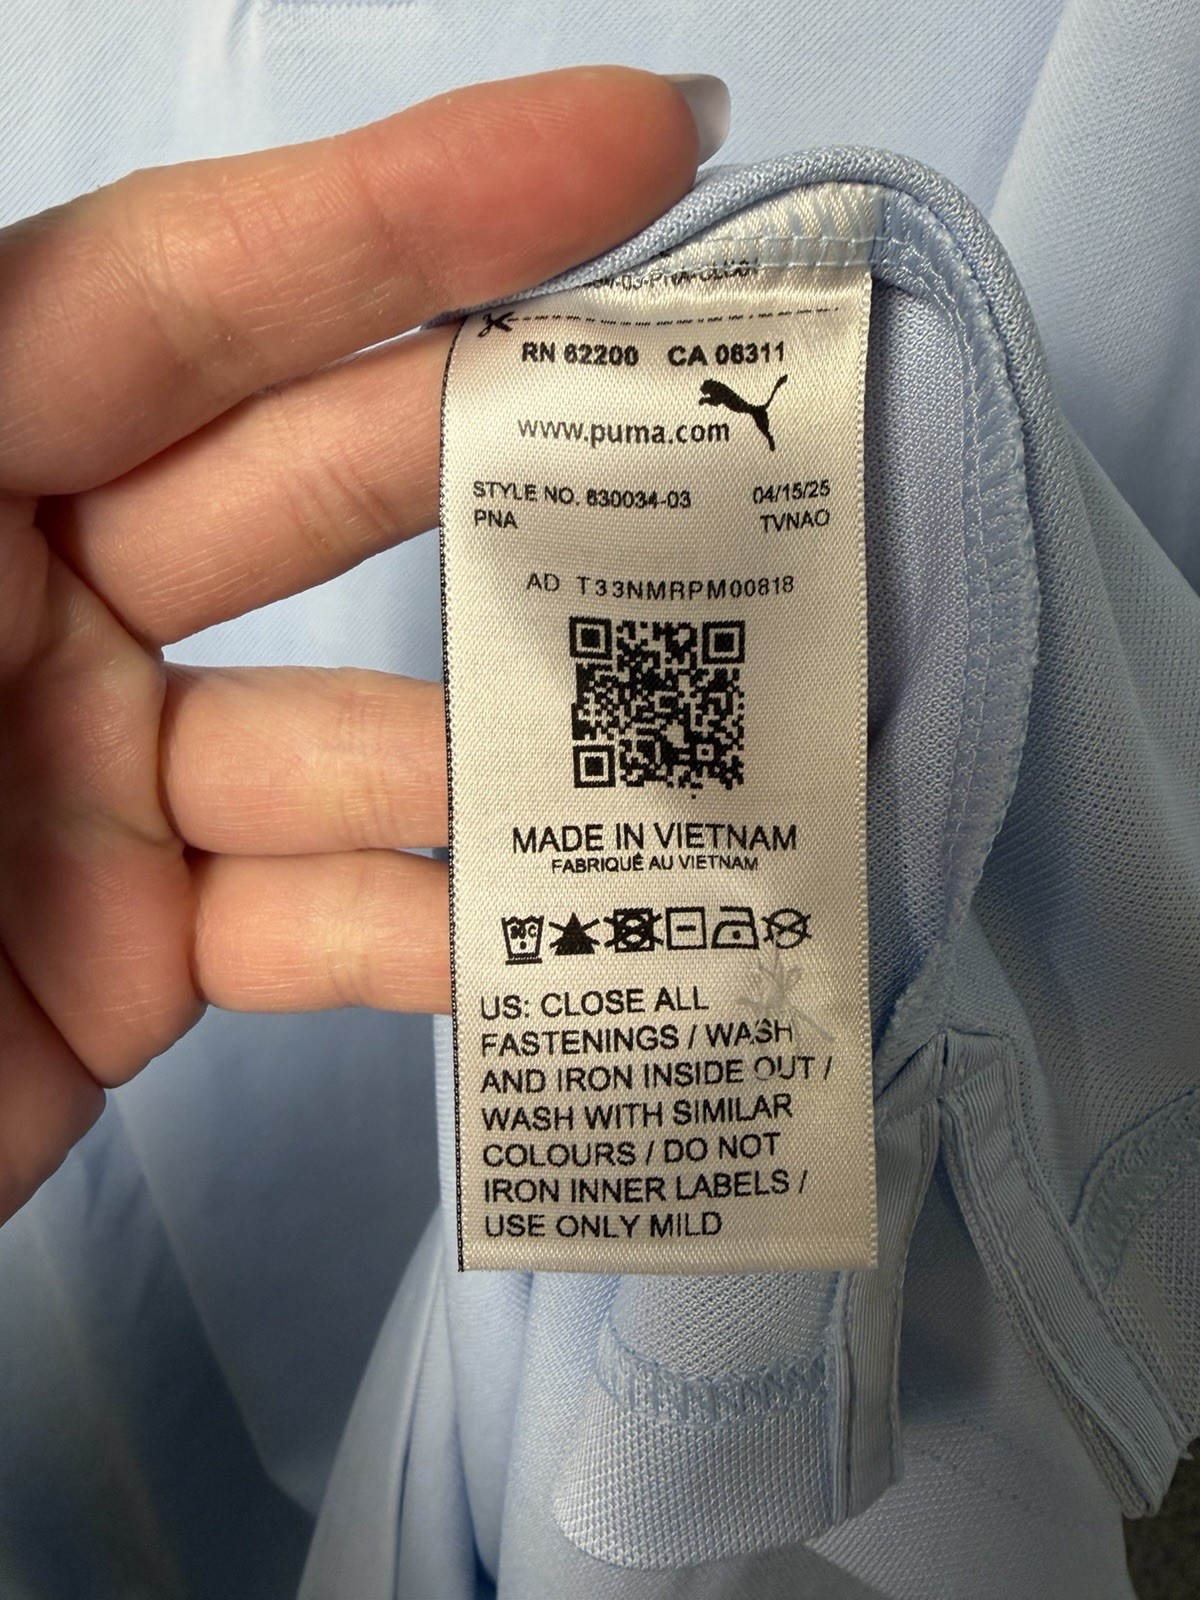 RN 62200 CA 06311
www.puma.com
STYLE NO. 630034-03 04/15/25
PNA TVNAO
AD T33NMRPM00818
MADE IN VIETNAM
FABRIQUÉ AU VIETNAM
US: CLOSE ALL
FASTENINGS / WASH
AND IRON INSIDE OUT /
WASH WITH SIMILAR
COLOURS / DO NOT
IRON INNER LABELS /
USE ONLY MILD